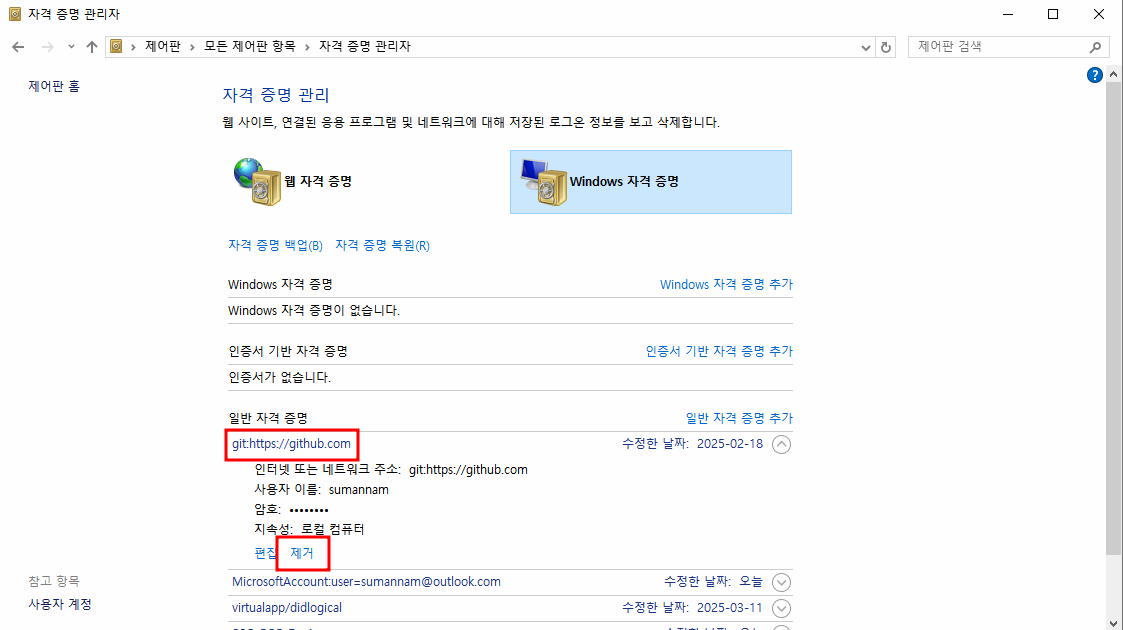 자격 증명 관리자
제어판 › 모든 제어판 항목 › 자격 증명 관리자
제어판 검색
제어판 홈
자격 증명 관리
웹 사이트, 연결된 응용 프로그램 및 네트워크에 대해 저장된 로그온 정보를 보고 삭제합니다.
웹 자격 증명
Windows 자격 증명
자격 증명 백업(B) 자격 증명 복원(R)
Windows 자격 증명 Windows 자격 증명 추가
Windows 자격 증명이 없습니다.
인증서 기반 자격 증명 인증서 기반 자격 증명 추가
인증서가 없습니다.
일반 자격 증명 일반 자격 증명 추가
git:https://github.com 수정한 날짜: 2025-02-18
인터넷 또는 네트워크 주소: git:https://github.com
사용자 이름: sumannam
암호: ••••••••
지속성: 로컬 컴퓨터
편집 제거
MicrosoftAccount:user=sumannam@outlook.com 수정한 날짜: 오늘
virtualapp/didlogical 수정한 날짜: 2025-03-11
참고 항목
사용자 계정